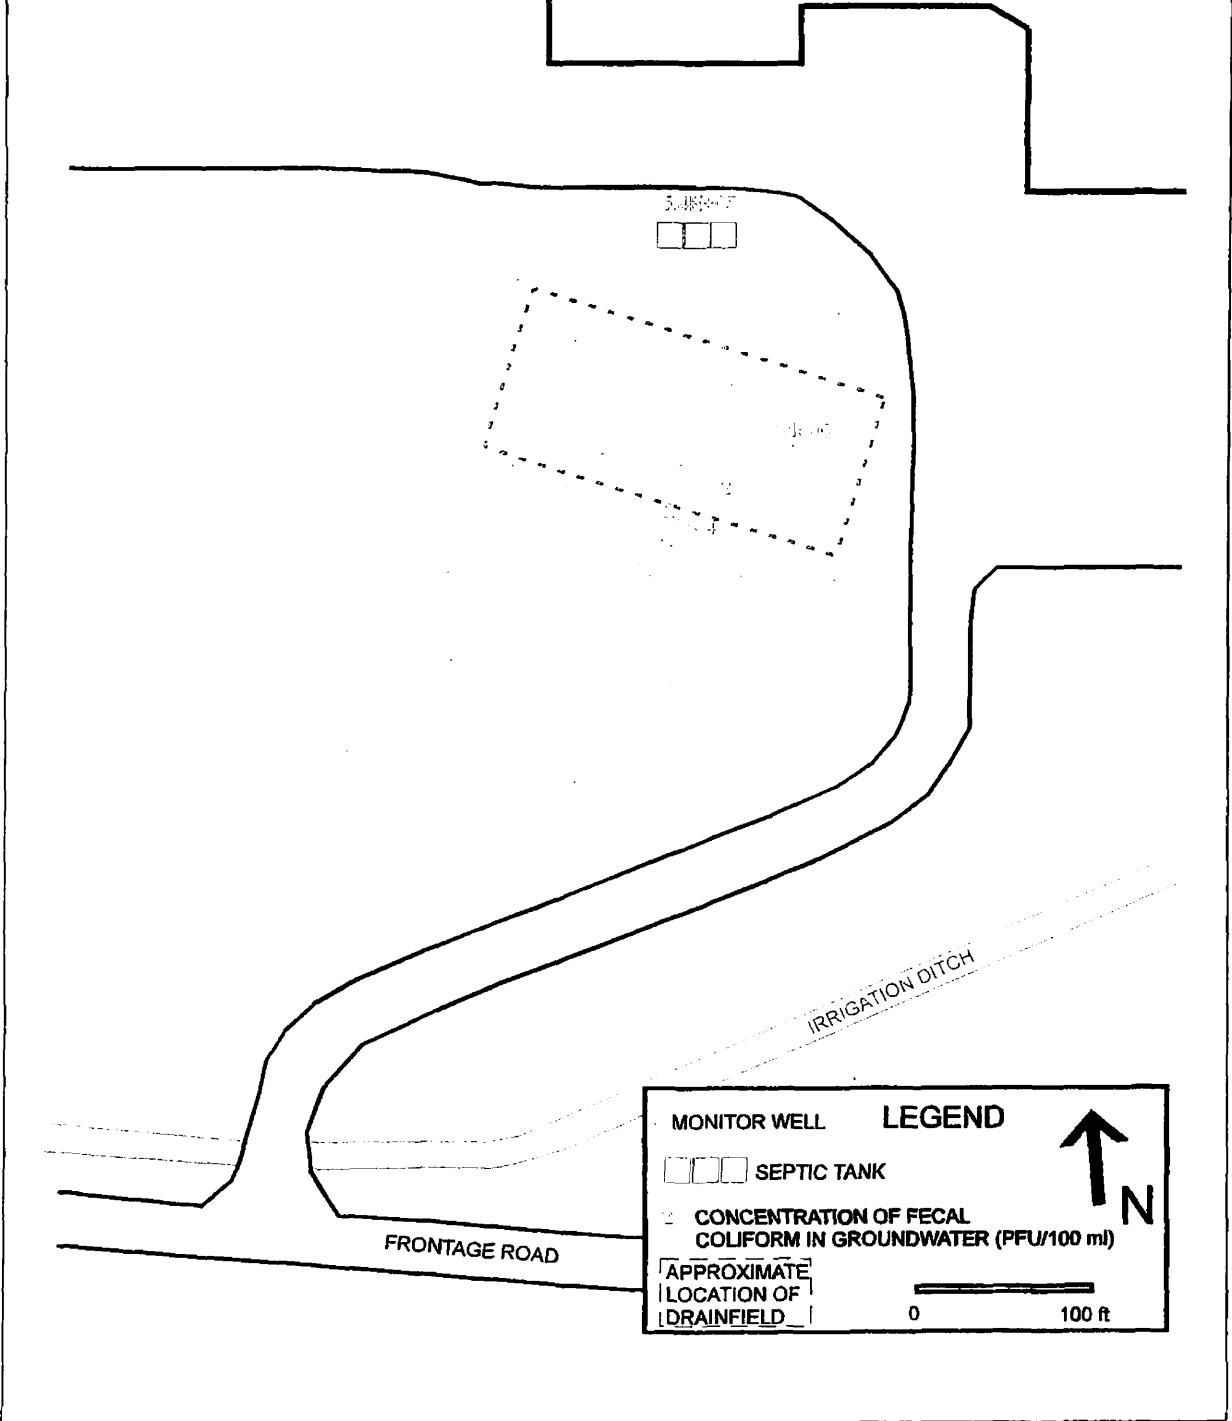 IRRIGATION DITCH
MONITOR WELL
LEGEND
SEPTIC TANK
N
CONCENTRATION OF FECAL
COLIFORM IN GROUNDWATER (PFU/100 ml)
FRONTAGE ROAD
APPROXIMATE
LOCATION OF
DRAINFIELD
0
100 ft